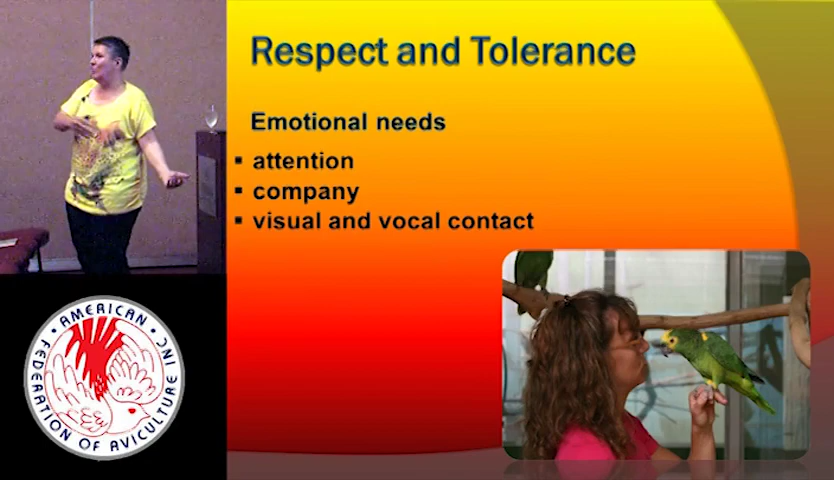 Respect and Tolerance
Emotional needs
▪ attention
▪ company
▪ visual and vocal contact
• AMERICAN •
FEDERATION OF AVICULTURE INC